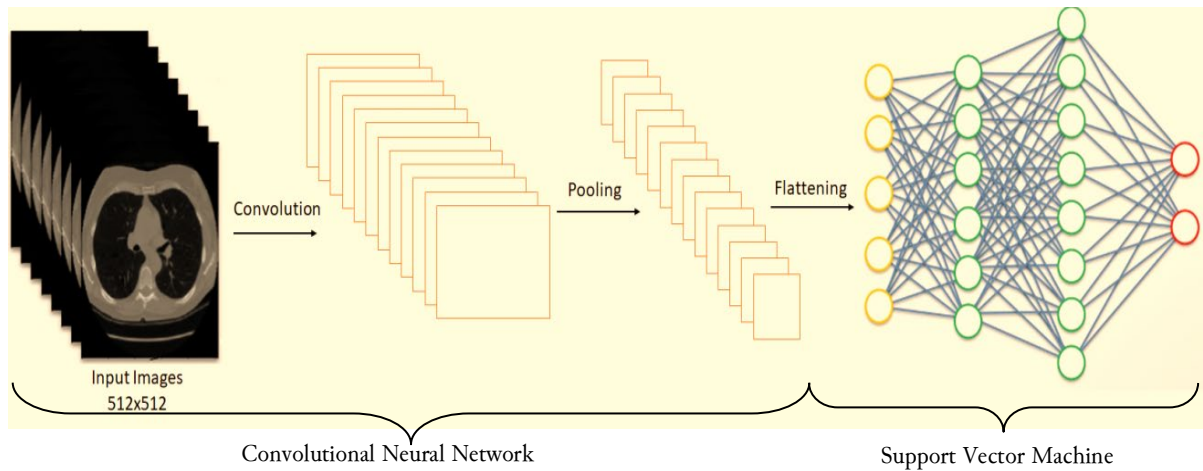 Convolution
Pooling
Flattening
Input Images
512x512
Convolutional Neural Network
Support Vector Machine